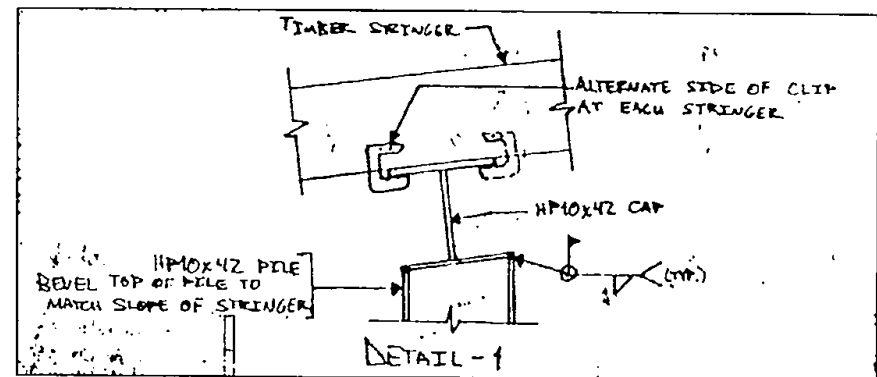 TIMBER STRINGER
ALTERNATE SIDE OF CLIP
AT EACH STRINGER
HP10x42 CAP
HP10x42 PILE
BEVEL TOP OF PILE TO
MATCH SLOPE OF STRINGER
(TYP.)
DETAIL-1